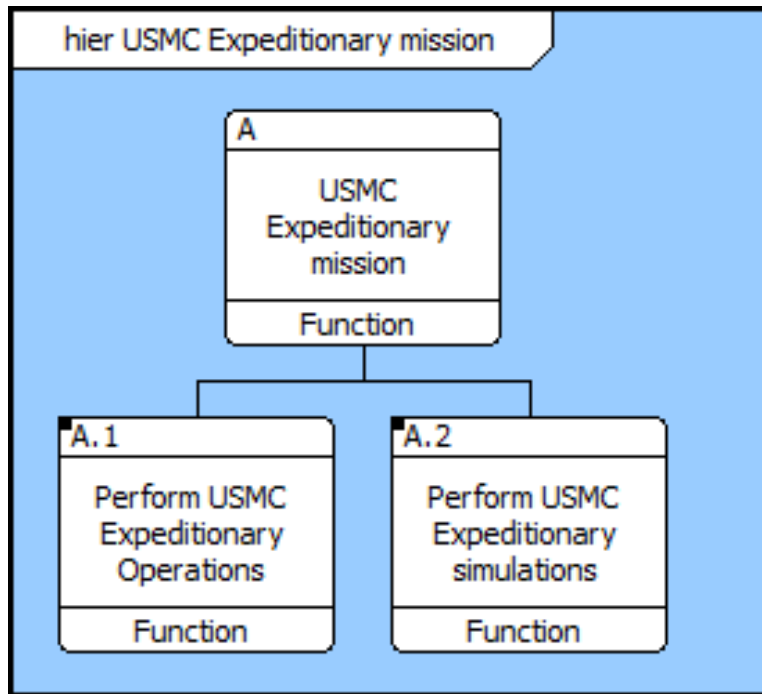 hier USMC Expeditionary mission
A
USMC
Expeditionary
mission
Function
A.1
Perform USMC
Expeditionary
Operations
Function
A.2
Perform USMC
Expeditionary
simulations
Function